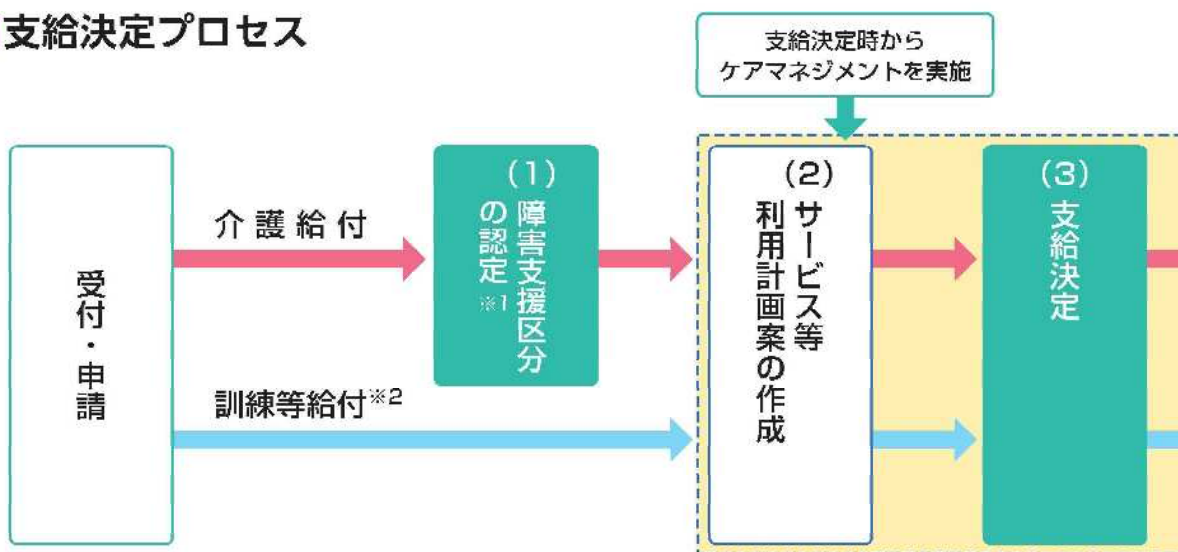 支給決定プロセス
支給決定時から
ケアマネジメントを実施
受付・申請
介護給付
(1)
障害支援区分
の認定※1
訓練等給付※2
(2)
サービス等
利用計画案の作成
(3)
支給決定